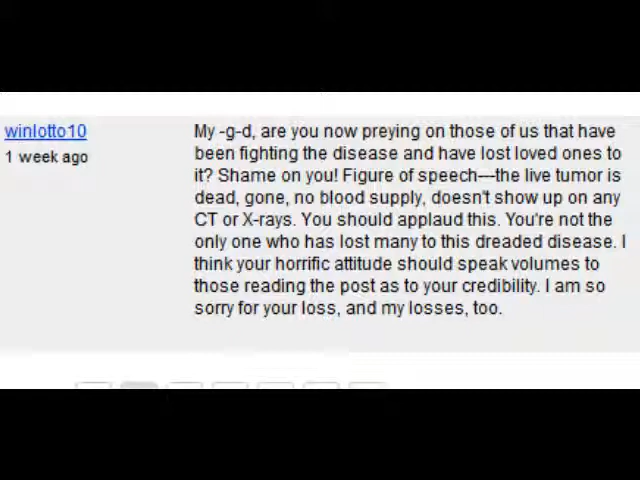 winlotto10
1 week ago
My -g-d, are you now preying on those of us that have
been fighting the disease and have lost loved ones to
it? Shame on you! Figure of speech---the live tumor is
dead, gone, no blood supply, doesn't show up on any
CT or X-rays. You should applaud this. You're not the
only one who has lost many to this dreaded disease. I
think your horrific attitude should speak volumes to
those reading the post as to your credibility. I am so
sorry for your loss, and my losses, too.